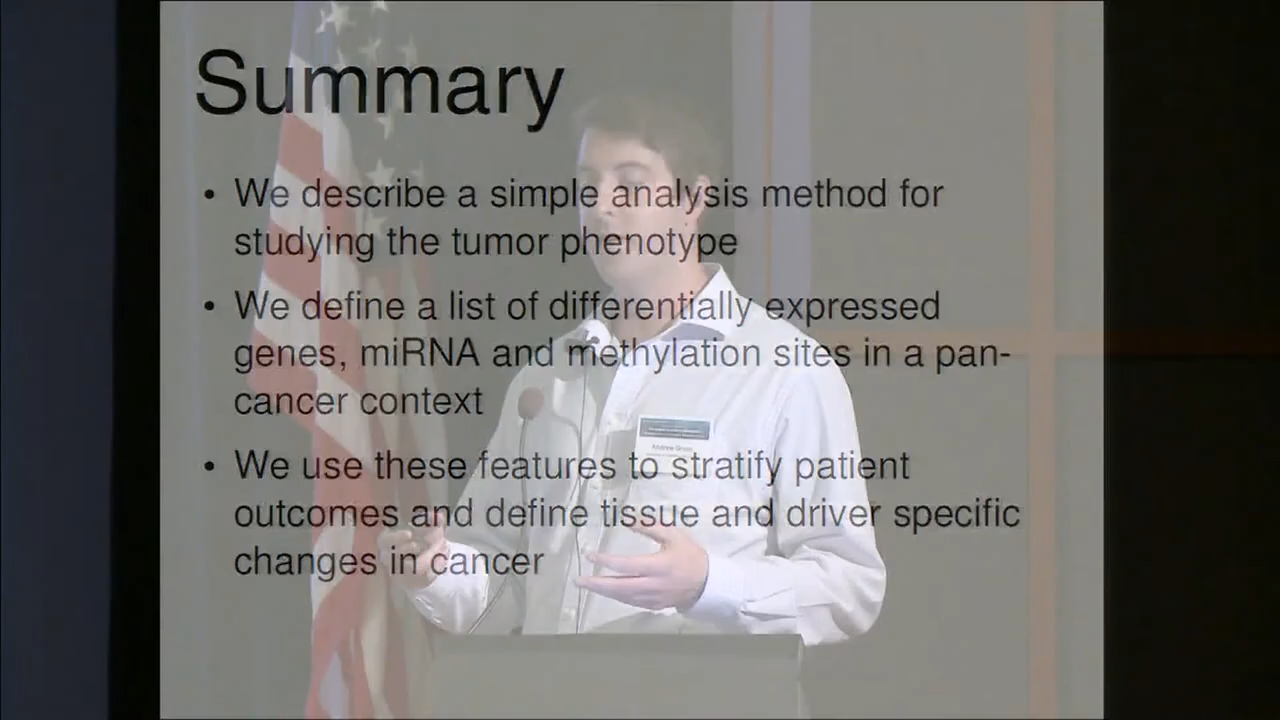 Summary
• We describe a simple analysis method for
studying the tumor phenotype
• We define a list of differentially expressed
genes, miRNA and methylation sites in a pan-
cancer context
• We use these features to stratify patient
outcomes and define tissue and driver specific
changes in cancer